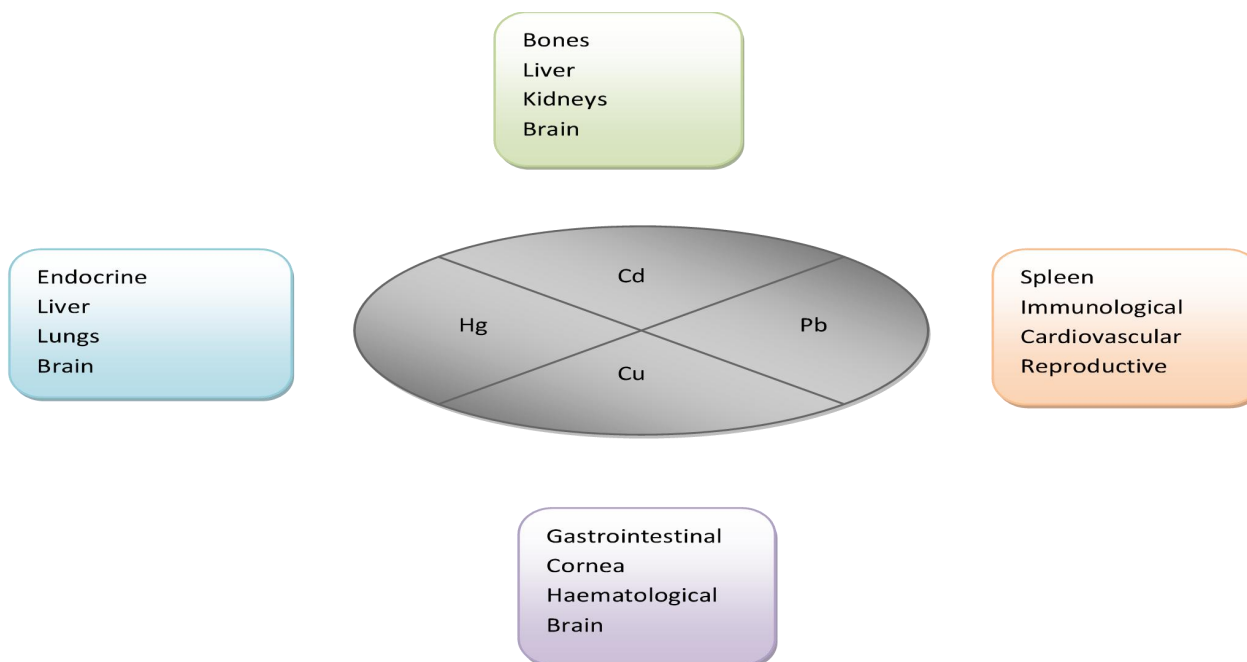 Bones
Liver
Kidneys
Brain
Endocrine
Liver
Lungs
Brain
Cd
Hg
Pb
Cu
Spleen
Immunological
Cardiovascular
Reproductive
Gastrointestinal
Cornea
Haematological
Brain